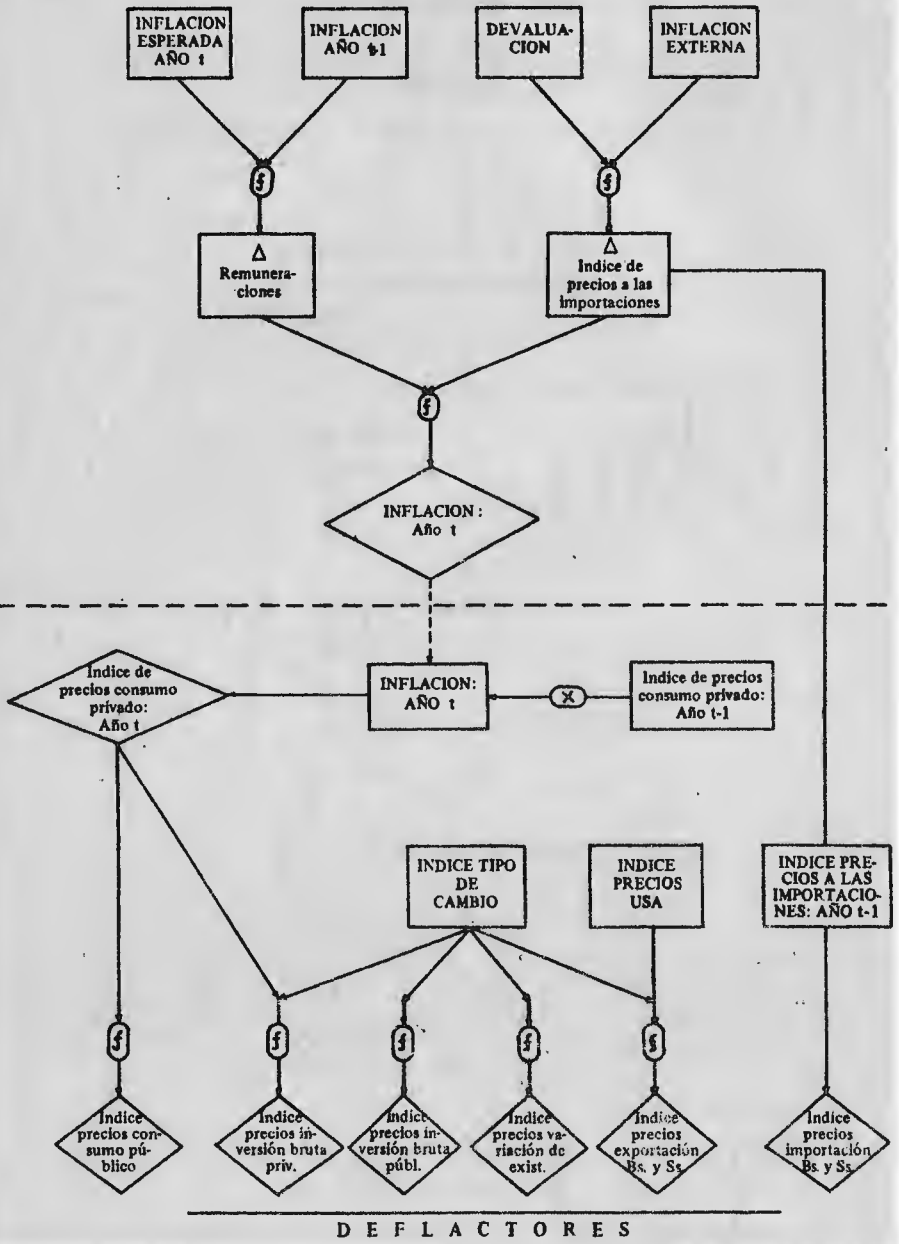 INFLACION
ESPERADA
AÑO t
INFLACION
AÑO t-1
DEVALUA-
CION
INFLACION
EXTERNA
f
f
Δ
Remunera-
ciones
Δ
Indice de
precios a las
importaciones
f
INFLACION :
Año t
Indice de
precios consumo
privado:
Año t
INFLACION:
AÑO t
X
Indice de precios
consumo privado:
Año t-1
INDICE TIPO
DE
CAMBIO
INDICE
PRECIOS
USA
INDICE PRE-
CIOS A LAS
IMPORTACIO-
NES: AÑO t-1
f
f
f
f
f
Indice
precios con-
sumo pú-
blico
Indice
precios in-
versión bruta
priv.
Indice
precios in-
versión bruta
públ.
Indice
precios va-
riación de
exist.
Indice
precios
exportación
Bs. y Ss.
Indice
precios
importación
Bs. y Ss.
DEFLACTORES